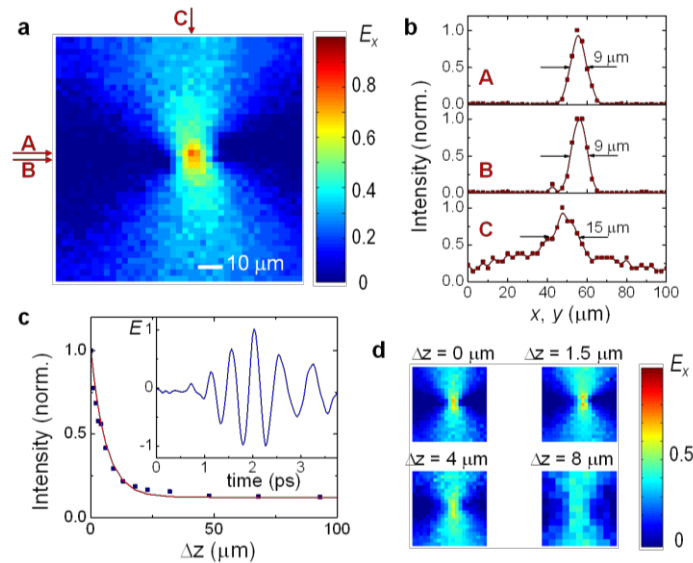 a
C
A
B
10 μm
E_x
0.8
0.6
0.4
0.2
0
b
Intensity (norm.)
1.0
0.5
0.0
A
9 μm
1.0
0.5
0.0
B
9 μm
1.0
0.5
0.0
C
15 μm
0 20 40 60 80 100
x, y (μm)
c
Intensity (norm.)
1.0
0.5
0.0
0 50 100
Δz (μm)
E 1
0
-1
0 1 2 3
time (ps)
d
Δz = 0 μm Δz = 1.5 μm
Δz = 4 μm Δz = 8 μm
E_x
0.5
0